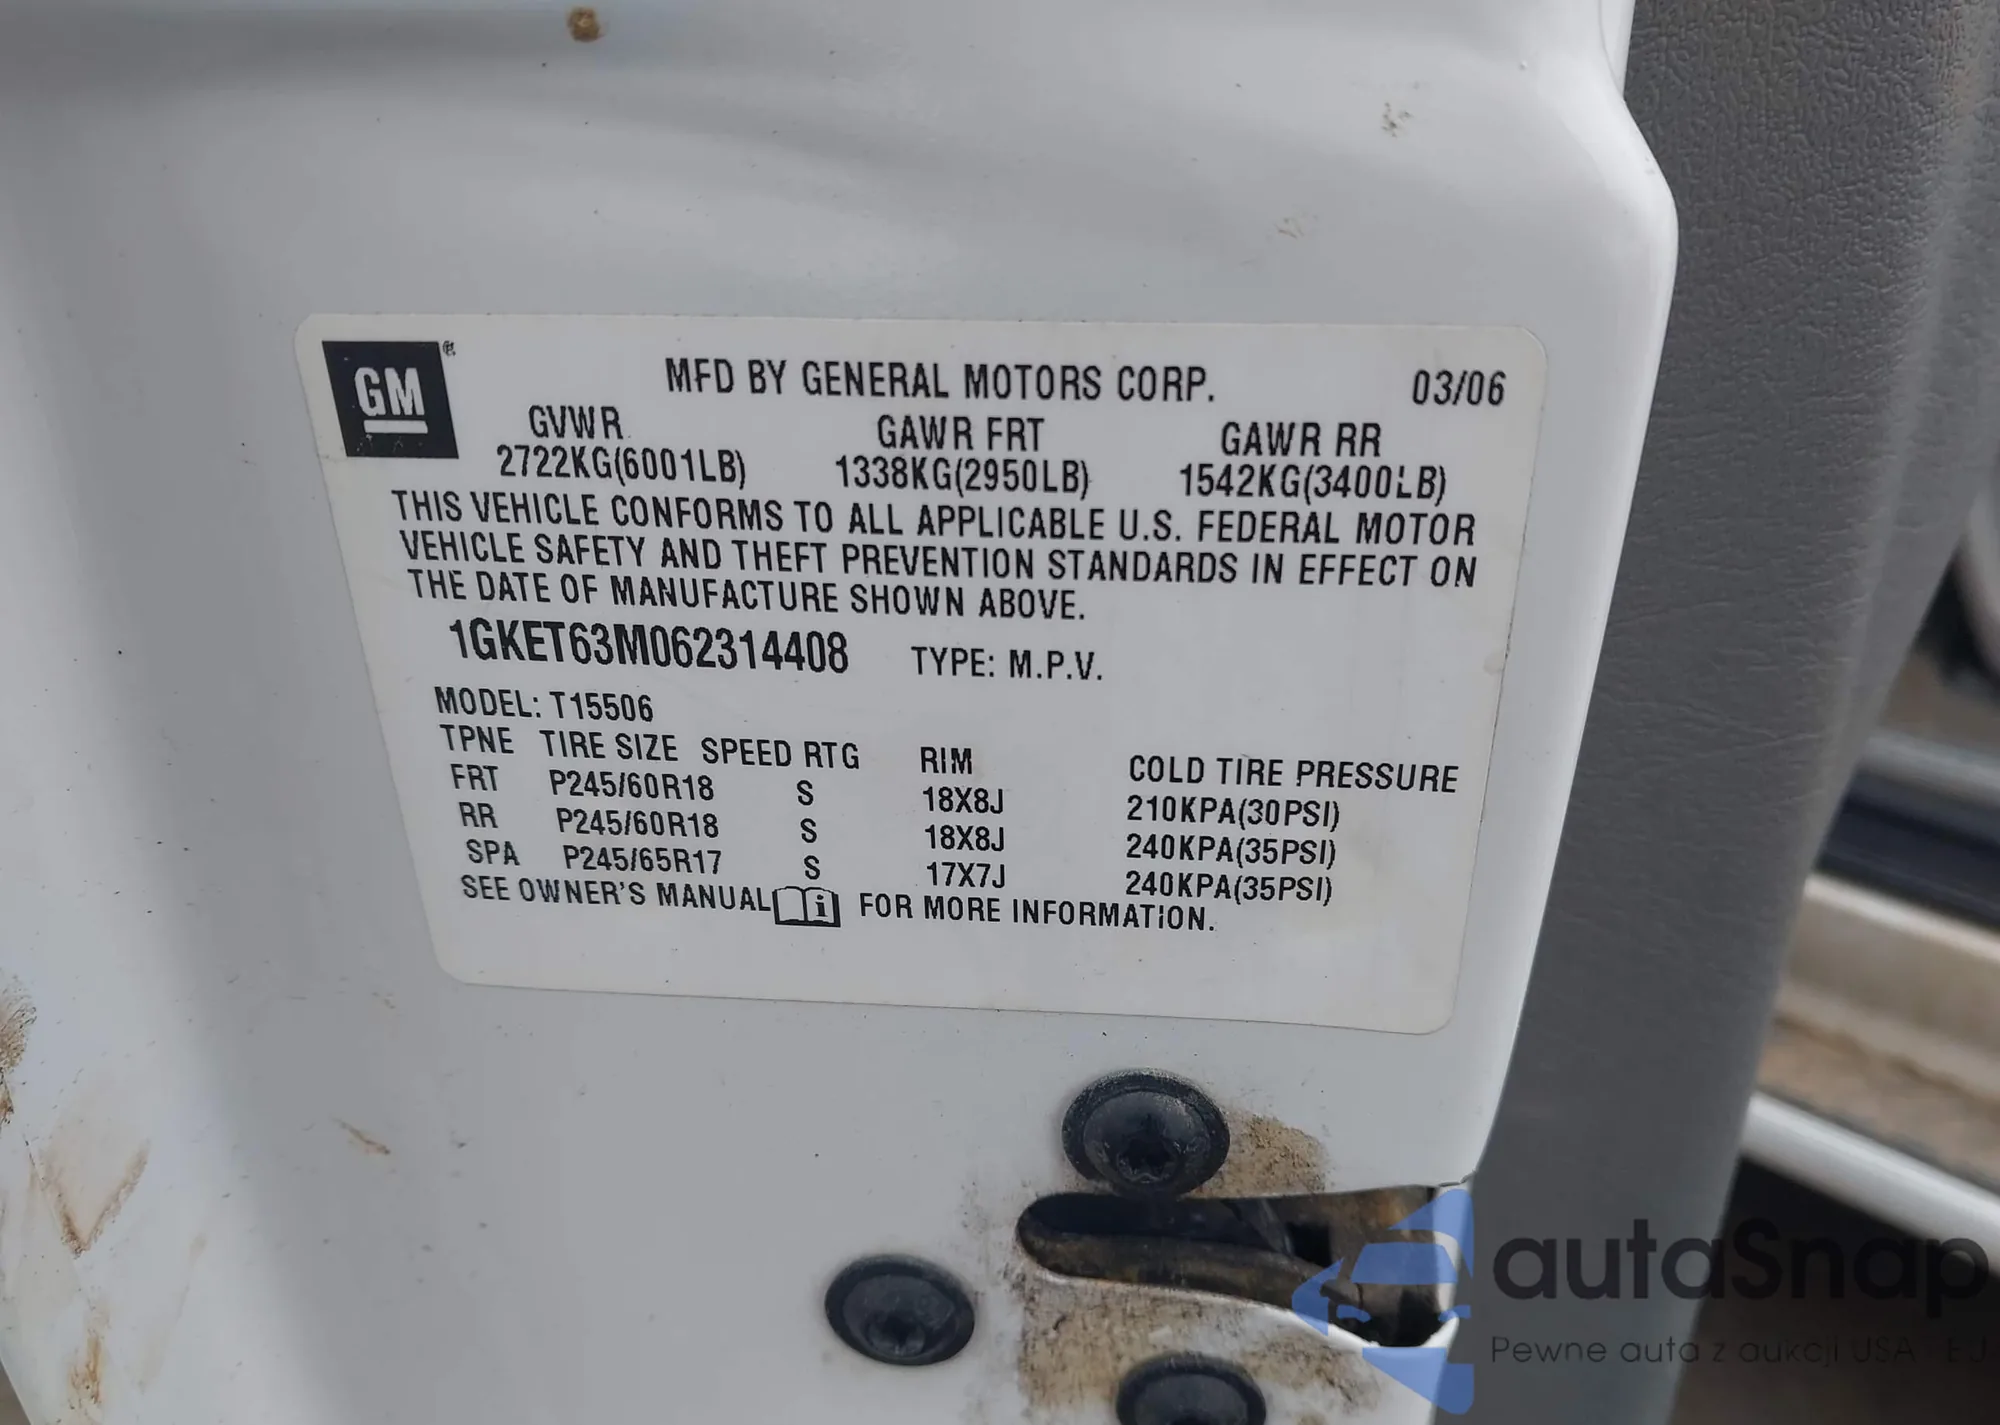 GM®
MFD BY GENERAL MOTORS CORP. 03/06
GVWR GAWR FRT GAWR RR
2722KG(6001LB) 1338KG(2950LB) 1542KG(3400LB)
THIS VEHICLE CONFORMS TO ALL APPLICABLE U.S. FEDERAL MOTOR
VEHICLE SAFETY AND THEFT PREVENTION STANDARDS IN EFFECT ON
THE DATE OF MANUFACTURE SHOWN ABOVE.
1GKET63M062314408 TYPE: M.P.V.
MODEL: T15506
TPNE TIRE SIZE SPEED RTG RIM COLD TIRE PRESSURE
FRT P245/60R18 S 18X8J 210KPA(30PSI)
RR P245/60R18 S 18X8J 240KPA(35PSI)
SPA P245/65R17 S 17X7J 240KPA(35PSI)
SEE OWNER'S MANUAL i FOR MORE INFORMATION.
autaSnap
Pewne auta z aukcji USA